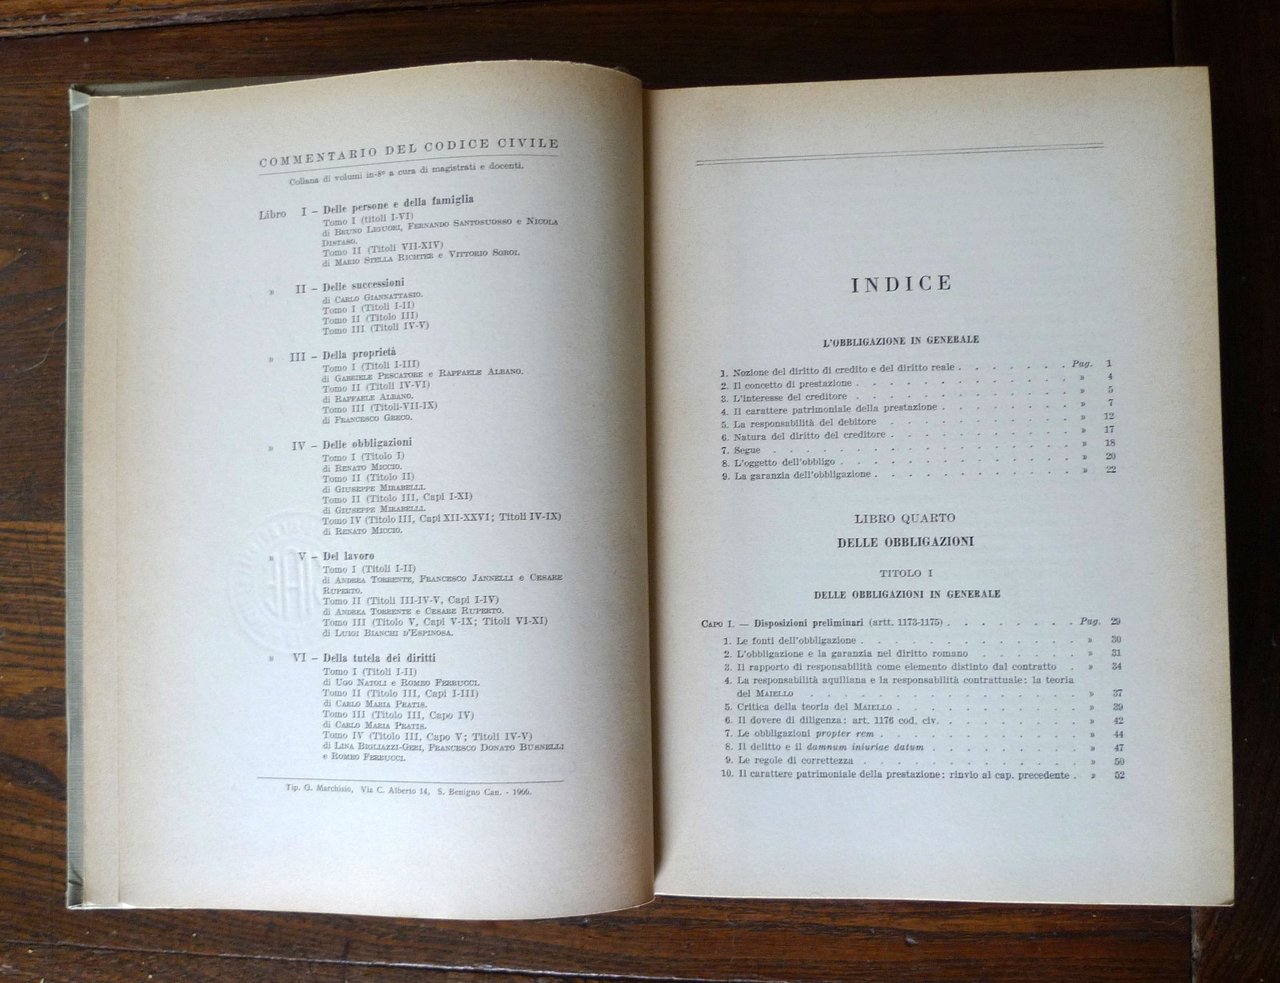 COMMENTARIO DEL CODICE CIVILE
Collana di volumi in-8° a cura di magistrati e docenti.
Libro I – Delle persone e della famiglia
Tomo I (titoli I-VI)
di BRUNO LIGUORI, FERNANDO SANTOSUOSSO e NICOLA
DISTASO.
Tomo II (Titoli VII-XIV)
di MARIO STELLA RICHTER e VITTORIO SGROI.
» II – Delle successioni
di CARLO GIANNATTASIO.
Tomo I (Titoli I-II)
Tomo II (Titolo III)
Tomo III (Titoli IV-V)
» III – Della proprietà
Tomo I (Titoli I-III)
di GABRIELE PESCATORE e RAFFAELE ALBANO.
Tomo II (Titoli IV-VI)
di RAFFAELE ALBANO.
Tomo III (Titoli-VII-IX)
di FRANCESCO GRECO.
» IV – Delle obbligazioni
Tomo I (Titolo I)
di RENATO MICCIO.
Tomo II (Titolo II)
di GIUSEPPE MIRABELLI.
Tomo II (Titolo III, Capi I-XI)
di GIUSEPPE MIRABELLI.
Tomo IV (Titolo III, Capi XII-XXVI; Titoli IV-IX)
di RENATO MICCIO.
» V – Del lavoro
Tomo I (Titoli I-II)
di ANDREA TORRENTE, FRANCESCO JANNELLI e CESARE
RUPERTO.
Tomo II (Titoli III-IV-V, Capi I-IV)
di ANDREA TORRENTE e CESARE RUPERTO.
Tomo III (Titolo V, Capi V-IX; Titoli VI-XI)
di LUIGI BIANCHI D'ESPINOSA.
» VI – Della tutela dei diritti
Tomo I (Titoli I-II)
di UGO NATOLI e ROMEO FERRUCCI.
Tomo II (Titolo III, Capi I-III)
di CARLO MARIA PRATIS.
Tomo III (Titolo III, Capo IV)
di CARLO MARIA PRATIS.
Tomo IV (Titolo III, Capo V; Titoli IV-V)
di LINA BIGLIAZZI-GERI, FRANCESCO DONATO BUSNELLI
e ROMEO FERRUCCI.
Tip. G. Marchisio, Via C. Alberto 14, S. Benigno Can. - 1966.
INDICE
L'OBBLIGAZIONE IN GENERALE
1. Nozione del diritto di credito e del diritto reale . . . . . . . Pag. 1
2. Il concetto di prestazione . . . . . . . . . . . . . » 4
3. L'interesse del creditore . . . . . . . . . . . . . » 5
4. Il carattere patrimoniale della prestazione . . . . . . . . » 7
5. La responsabilità del debitore . . . . . . . . . . . » 12
6. Natura del diritto del creditore . . . . . . . . . . . » 17
7. Segue . . . . . . . . . . . . . . . . . » 18
8. L'oggetto dell'obbligo . . . . . . . . . . . . . . » 20
9. La garanzia dell'obbligazione . . . . . . . . . . . . » 22
LIBRO QUARTO
DELLE OBBLIGAZIONI
TITOLO I
DELLE OBBLIGAZIONI IN GENERALE
CAPO I. — Disposizioni preliminari (artt. 1173-1175) . . . . . . . . Pag. 29
1. Le fonti dell'obbligazione . . . . . . . . . . . . . » 30
2. L'obbligazione e la garanzia nel diritto romano . . . . . . . » 31
3. Il rapporto di responsabilità come elemento distinto dal contratto . » 34
4. La responsabilità aquiliana e la responsabilità contrattuale: la teoria
del MAIELLO . . . . . . . . . . . . . . . » 37
5. Critica della teoria del MAIELLO . . . . . . . . . . . » 39
6. Il dovere di diligenza: art. 1176 cod. civ. . . . . . . . . » 42
7. Le obbligazioni propter rem . . . . . . . . . . . . » 44
8. Il delitto e il damnum iniuriae datum . . . . . . . . . » 47
9. Le regole di correttezza . . . . . . . . . . . . . » 50
10. Il carattere patrimoniale della prestazione: rinvio al cap. precedente . » 52